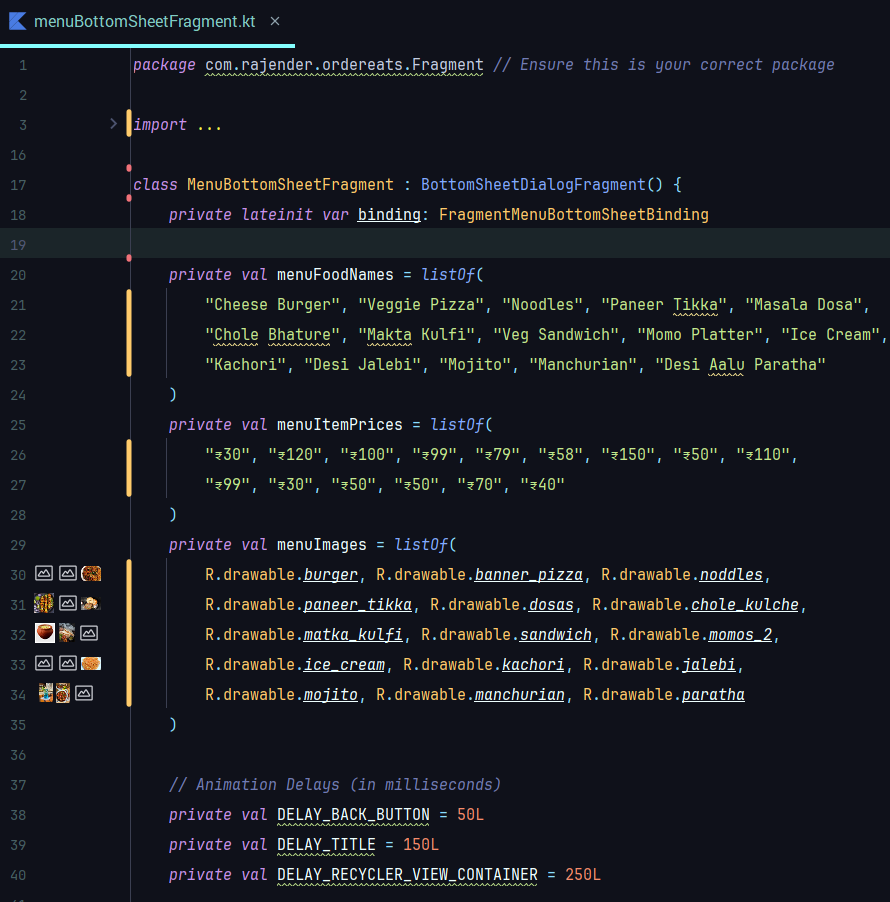 menuBottomSheetFragment.kt ×
1 package com.rajender.ordereats.Fragment // Ensure this is your correct package
2
3 import ...
16
17 class MenuBottomSheetFragment : BottomSheetDialogFragment() {
18 private lateinit var binding: FragmentMenuBottomSheetBinding
19
20 private val menuFoodNames = listOf(
21 "Cheese Burger", "Veggie Pizza", "Noodles", "Paneer Tikka", "Masala Dosa",
22 "Chole Bhature", "Makta Kulfi", "Veg Sandwich", "Momo Platter", "Ice Cream",
23 "Kachori", "Desi Jalebi", "Mojito", "Manchurian", "Desi Aalu Paratha"
24 )
25 private val menuItemPrices = listOf(
26 "₹30", "₹120", "₹100", "₹99", "₹79", "₹58", "₹150", "₹50", "₹110",
27 "₹99", "₹30", "₹50", "₹50", "₹70", "₹40"
28 )
29 private val menuImages = listOf(
30 R.drawable.burger, R.drawable.banner_pizza, R.drawable.noddles,
31 R.drawable.paneer_tikka, R.drawable.dosas, R.drawable.chole_kulche,
32 R.drawable.matka_kulfi, R.drawable.sandwich, R.drawable.momos_2,
33 R.drawable.ice_cream, R.drawable.kachori, R.drawable.jalebi,
34 R.drawable.mojito, R.drawable.manchurian, R.drawable.paratha
35 )
36
37 // Animation Delays (in milliseconds)
38 private val DELAY_BACK_BUTTON = 50L
39 private val DELAY_TITLE = 150L
40 private val DELAY_RECYCLER_VIEW_CONTAINER = 250L